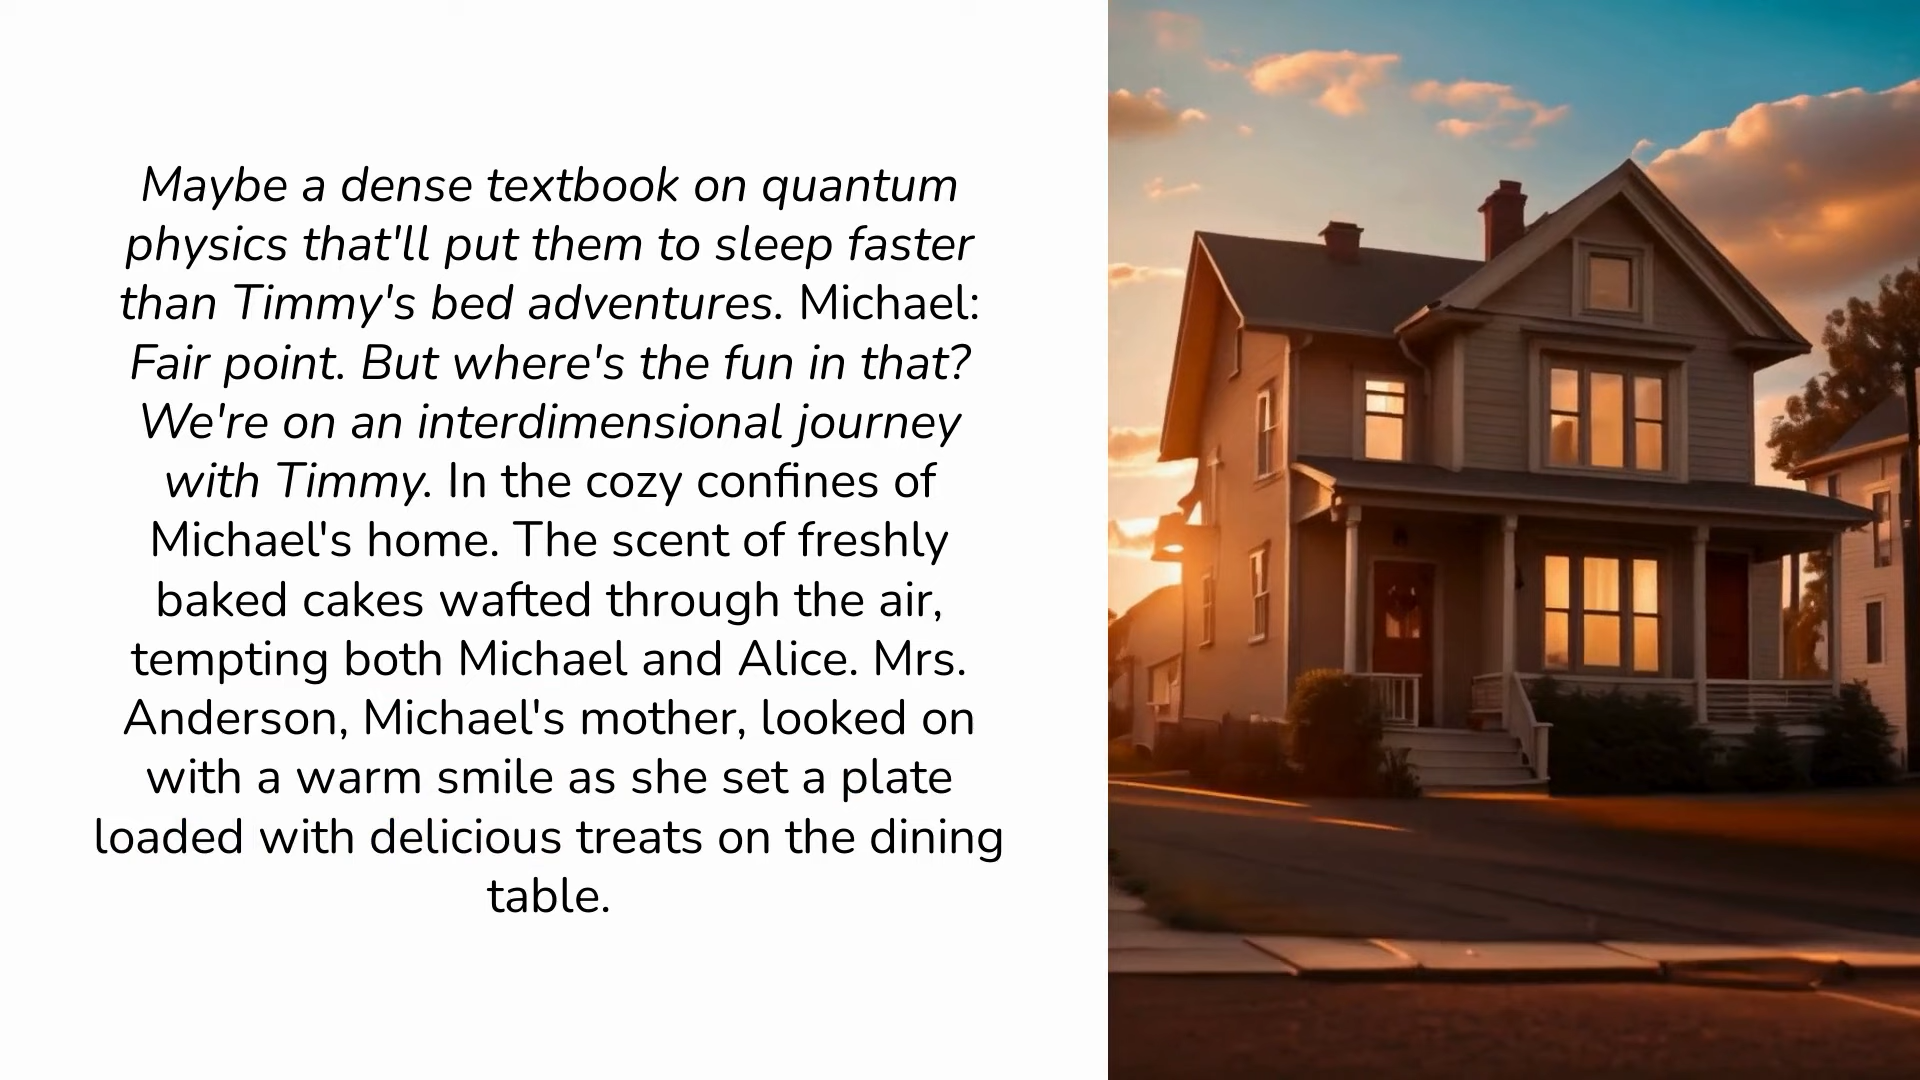 Maybe a dense textbook on quantum
physics that'll put them to sleep faster
than Timmy's bed adventures. Michael:
Fair point. But where's the fun in that?
We're on an interdimensional journey
with Timmy. In the cozy confines of
Michael's home. The scent of freshly
baked cakes wafted through the air,
tempting both Michael and Alice. Mrs.
Anderson, Michael's mother, looked on
with a warm smile as she set a plate
loaded with delicious treats on the dining
table.